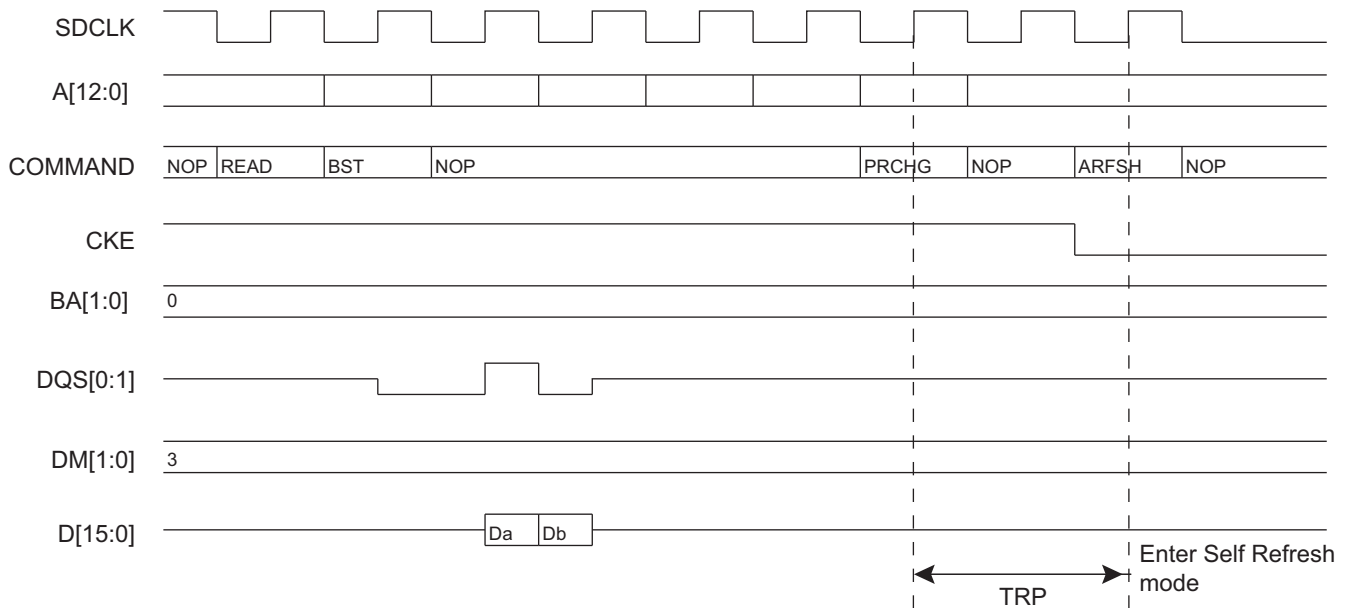 SDCLK
A[12:0]
COMMAND NOP READ BST NOP PRCHG NOP ARFSH NOP
CKE
BA[1:0] 0
DQS[0:1]
DM[1:0] 3
D[15:0] Da Db
Enter Self Refresh
mode
TRP